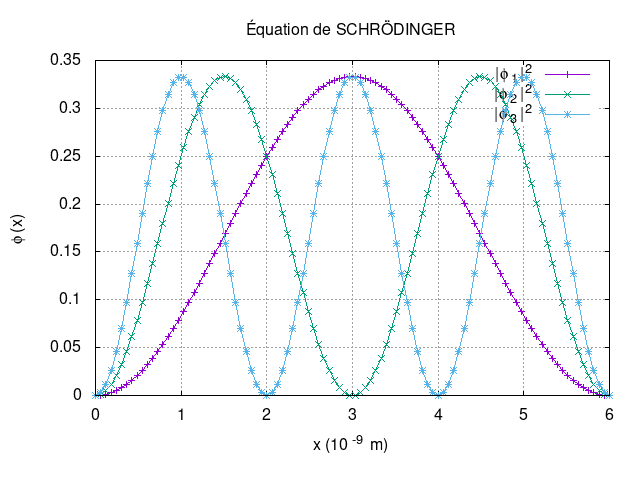 Équation de SCHRÖDINGER
|ϕ₁|²
|ϕ₂|²
|ϕ₃|²
0.35
0.3
0.25
0.2
0.15
0.1
0.05
0
ϕ (x)
0 1 2 3 4 5 6
x (10⁻⁹ m)